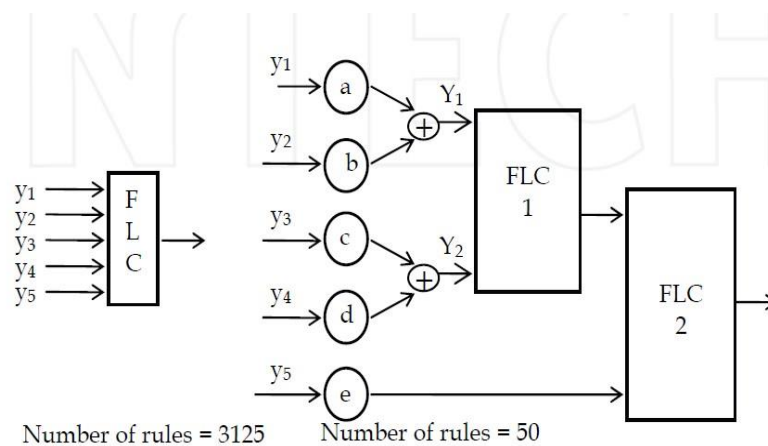 NTECH
y1
y2
y3
y4
y5
F
L
C
Number of rules = 3125
y1
a
y2
b
Y1
y3
c
y4
d
Y2
y5
e
FLC
1
FLC
2
Number of rules = 50